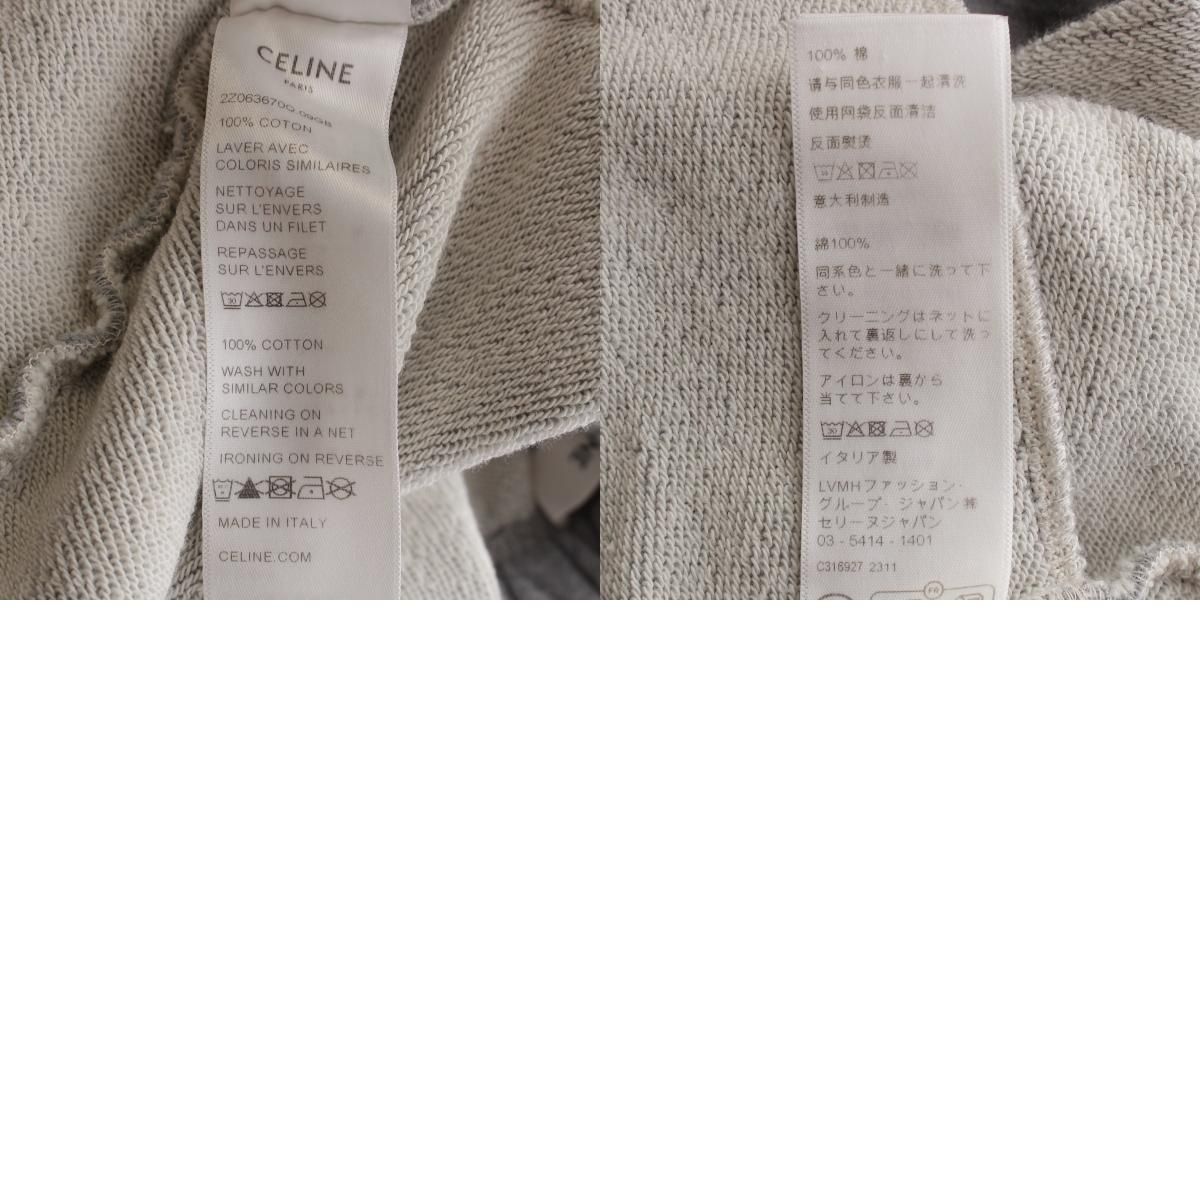 CELINE
PARIS
2Z063670Q.09GB
100% COTON
LAVER AVEC
COLORIS SIMILAIRES
NETTOYAGE
SUR L'ENVERS
DANS UN FILET
REPASSAGE
SUR L'ENVERS
30
100% COTTON
WASH WITH
SIMILAR COLORS
CLEANING ON
REVERSE IN A NET
IRONING ON REVERSE
MADE IN ITALY
CELINE.COM
100% 棉
请与同色衣服一起清洗
使用网袋反面清洁
反面熨烫
30
意大利制造
綿100%
同系色と一緒に洗って下
さい。
クリーニングはネットに
入れて裏返しにして洗っ
てください。
アイロンは裏から
当てて下さい。
30
イタリア製
LVMHファッション·
グループ· ジャパン㈱
セリーヌジャパン
03 - 5414 - 1401
C316927 2311
FR